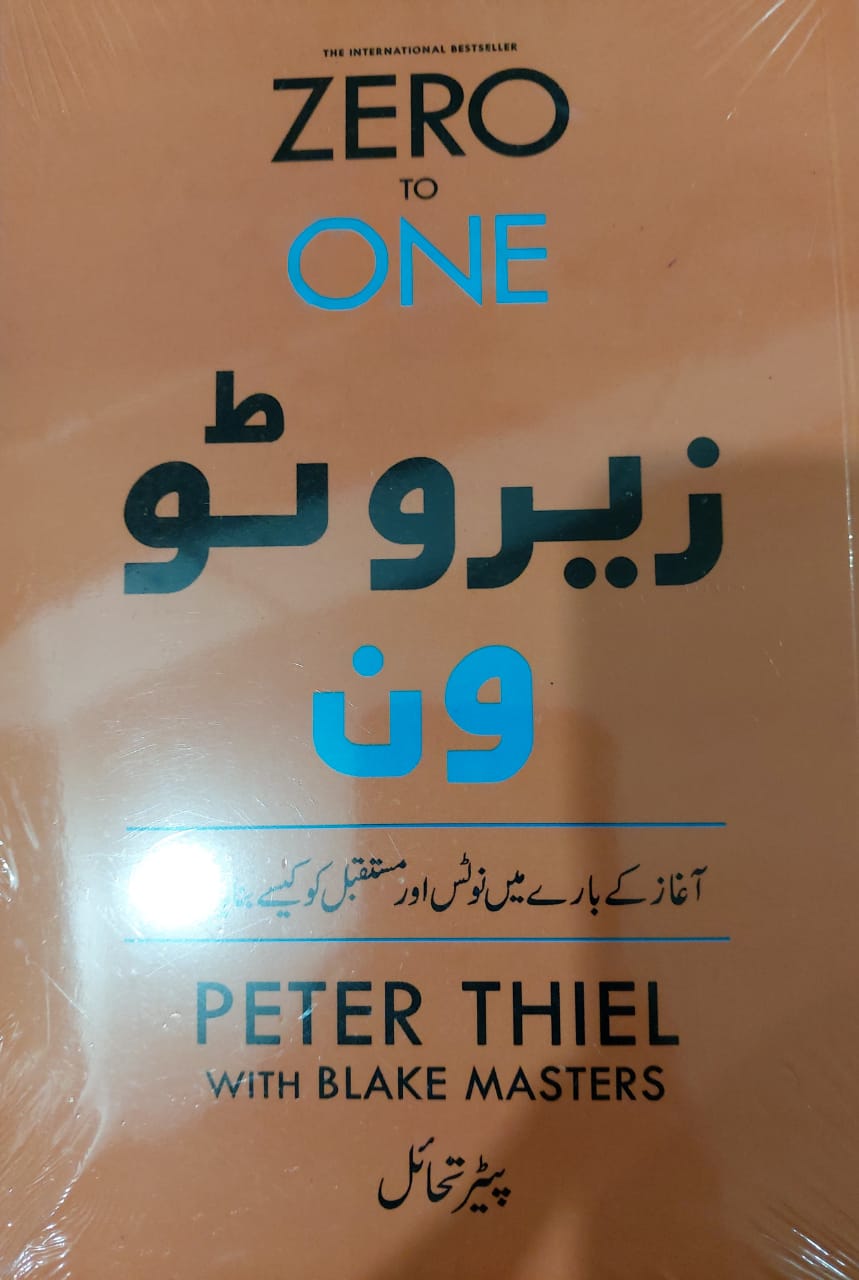 THE INTERNATIONAL BESTSELLER
ZERO
TO
ONE
زیرو ٹو
ون
آغاز کے بارے میں نوٹس اور مستقبل کو کیسے
PETER THIEL
WITH BLAKE MASTERS
پیٹر تھائل